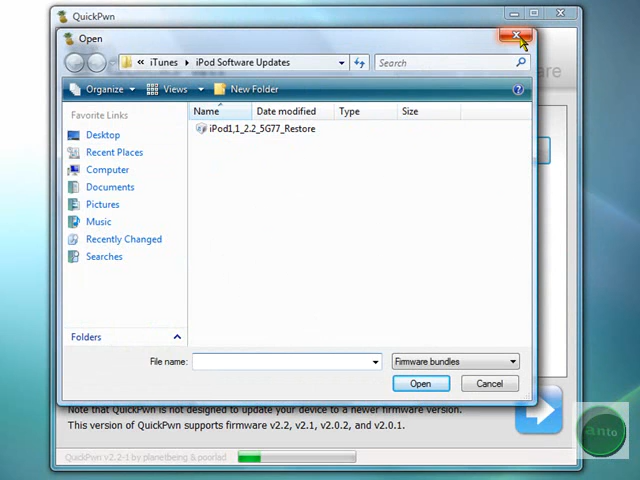 QuickPwn
Open
« iTunes ▸ iPod Software Updates
Search
Organize Views New Folder
Favorite Links
Desktop
Recent Places
Computer
Documents
Pictures
Music
Recently Changed
Searches
Folders
Name Date modified Type Size
iPod1,1_2.2_5G77_Restore
File name:
Firmware bundles
Open Cancel
Note that QuickPwn is not designed to update your device to a newer firmware version.
This version of QuickPwn supports firmware v2.2, v2.1, v2.0.2, and v2.0.1.
QuickPwn v2.2-1 by planetbeing & poorlad
anto